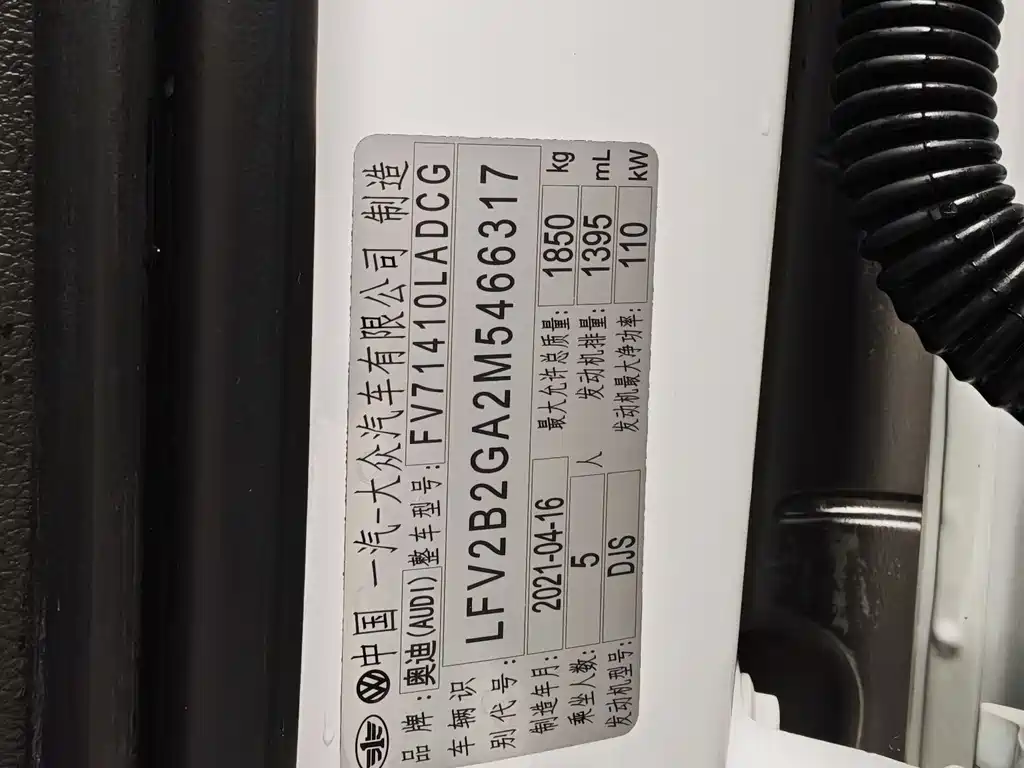 中国 一汽-大众汽车有限公司 制造
品牌：奥迪(AUDI) 整车型号：FV71410LADCG
车辆识
别代号：LFV2B2GA2M5466317
制造年月：2021-04-16 最大允许总质量：1850 kg
乘坐人数：5 人 发动机排量：1395 mL
发动机型号：DJS 发动机最大净功率：110 kW